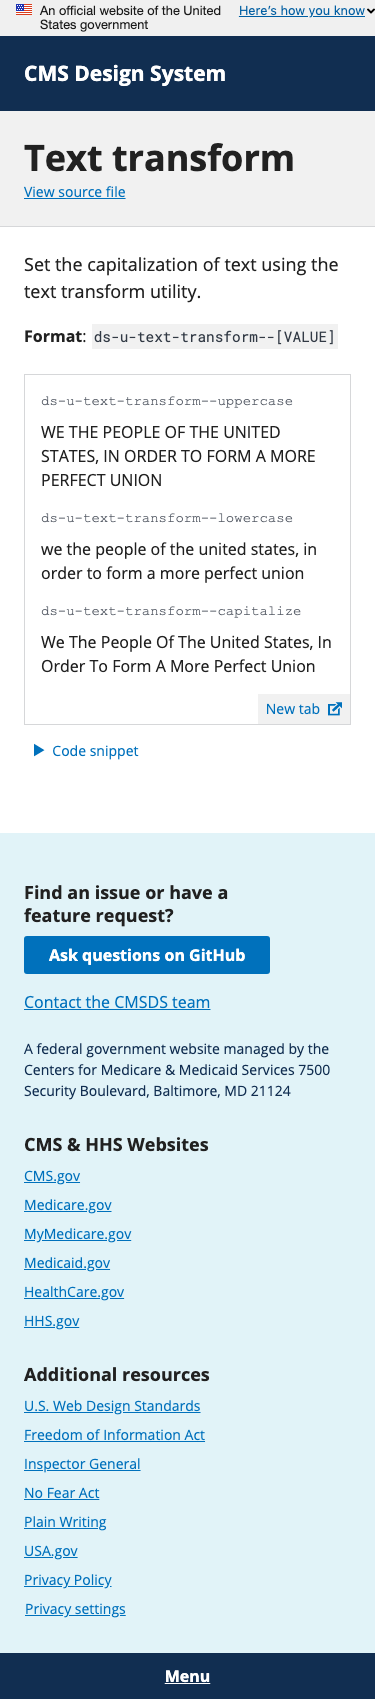 An official website of the United
States government
Here's how you know
CMS Design System
Text transform
View source file
Set the capitalization of text using the
text transform utility.
Format: ds-u-text-transform--[VALUE]
ds-u-text-transform--uppercase
WE THE PEOPLE OF THE UNITED
STATES, IN ORDER TO FORM A MORE
PERFECT UNION
ds-u-text-transform--lowercase
we the people of the united states, in
order to form a more perfect union
ds-u-text-transform--capitalize
We The People Of The United States, In
Order To Form A More Perfect Union
New tab
Code snippet
Find an issue or have a
feature request?
Ask questions on GitHub
Contact the CMSDS team
A federal government website managed by the
Centers for Medicare & Medicaid Services 7500
Security Boulevard, Baltimore, MD 21124
CMS & HHS Websites
CMS.gov
Medicare.gov
MyMedicare.gov
Medicaid.gov
HealthCare.gov
HHS.gov
Additional resources
U.S. Web Design Standards
Freedom of Information Act
Inspector General
No Fear Act
Plain Writing
USA.gov
Privacy Policy
Privacy settings
Menu